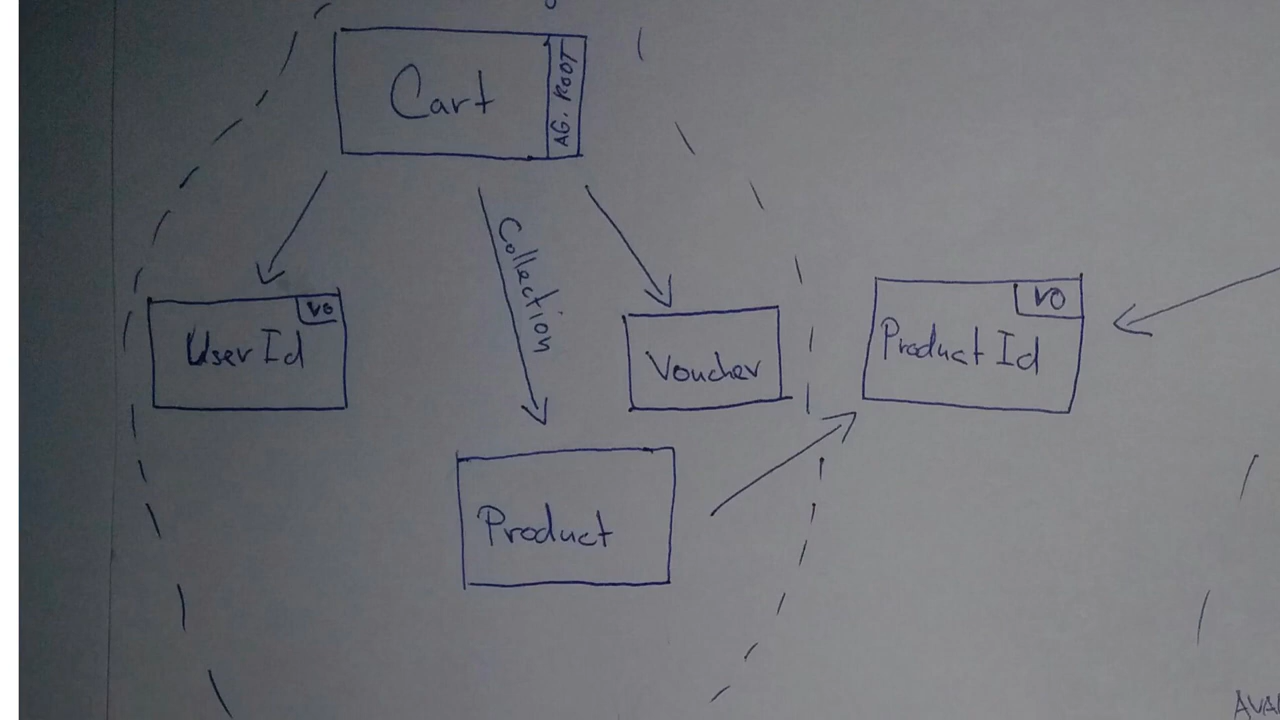 Cart
AG. ROOT
Collection
VO
User Id
Voucher
VO
Product Id
Product